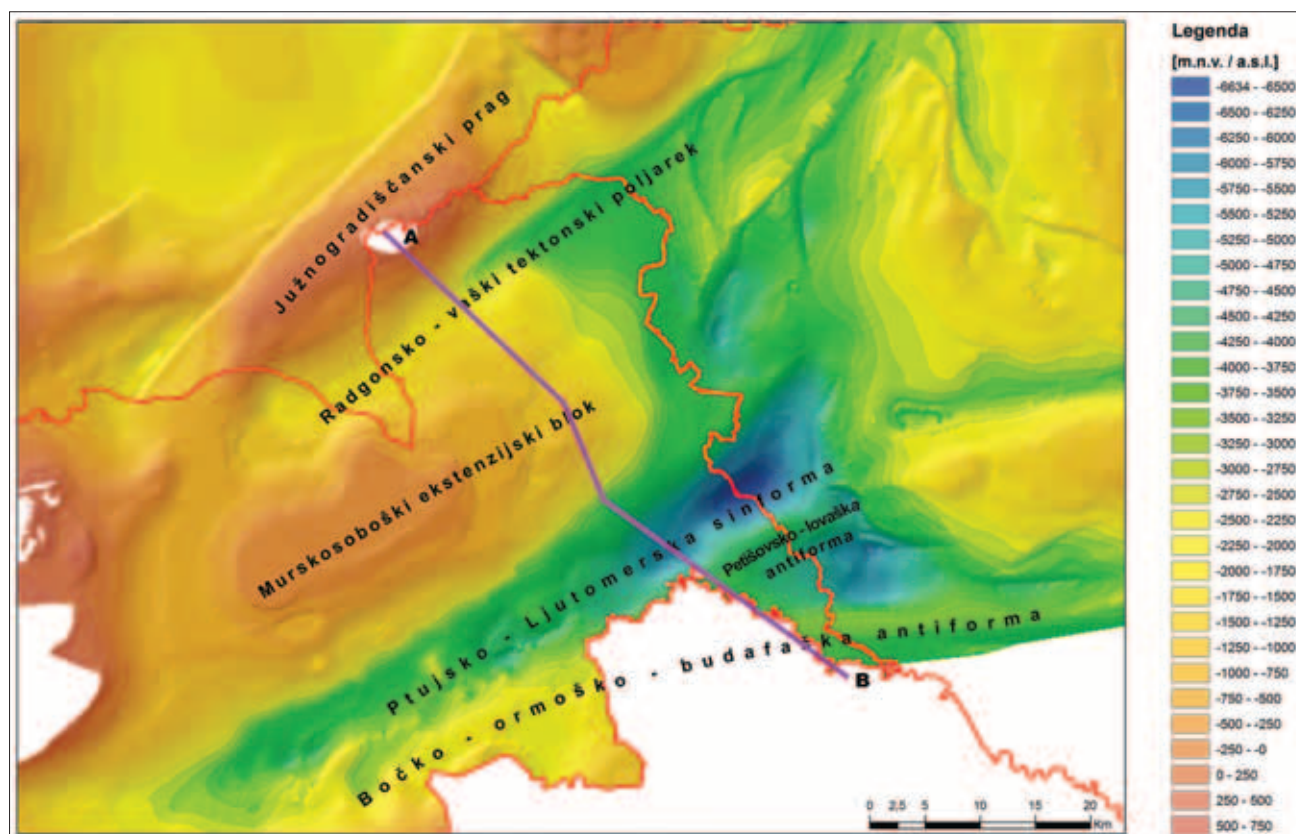 Legenda
[m.n.v. / a.s.l.]
-6634 - -6500
-6500 - -6250
-6250 - -6000
-6000 - -5750
-5750 - -5500
-5500 - -5250
-5250 - -5000
-5000 - -4750
-4750 - -4500
-4500 - -4250
-4250 - -4000
-4000 - -3750
-3750 - -3500
-3500 - -3250
-3250 - -3000
-3000 - -2750
-2750 - -2500
-2500 - -2250
-2250 - -2000
-2000 - -1750
-1750 - -1500
-1500 - -1250
-1250 - -1000
-1000 - -750
-750 - -500
-500 - -250
-250 - -0
0 - 250
250 - 500
500 - 750
Južnogradiščanski prag
A
Radgonsko - vaški tektonski poljarek
Murskosoboški ekstenzijski blok
Ptujsko - Ljutomerska sinforma
Petišovsko - lovaška
antiforma
Bočko - ormoško - budafaška antiforma
B
0 2,5 5 10 15 20
Km